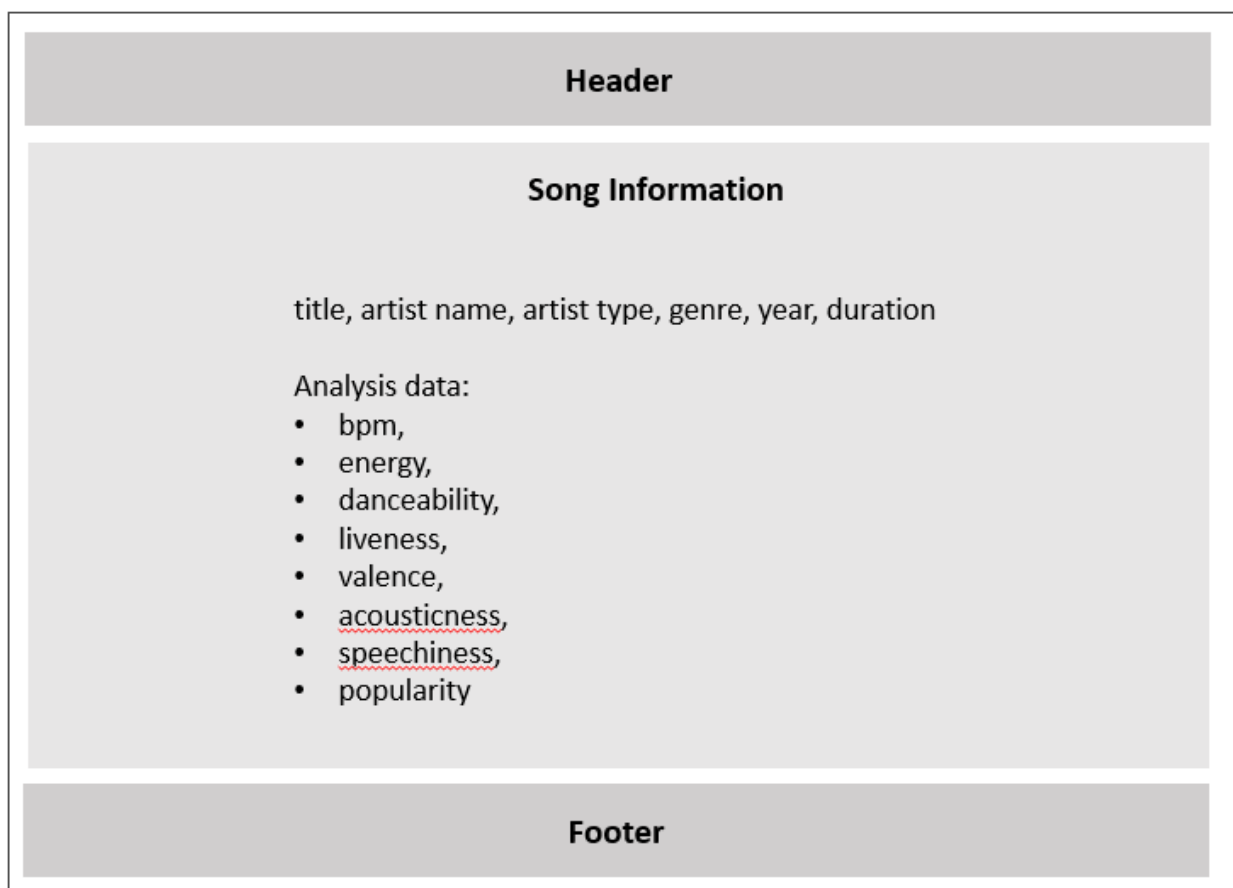 Header
Song Information
title, artist name, artist type, genre, year, duration
Analysis data:
• bpm,
• energy,
• danceability,
• liveness,
• valence,
• acousticness,
• speechiness,
• popularity
Footer